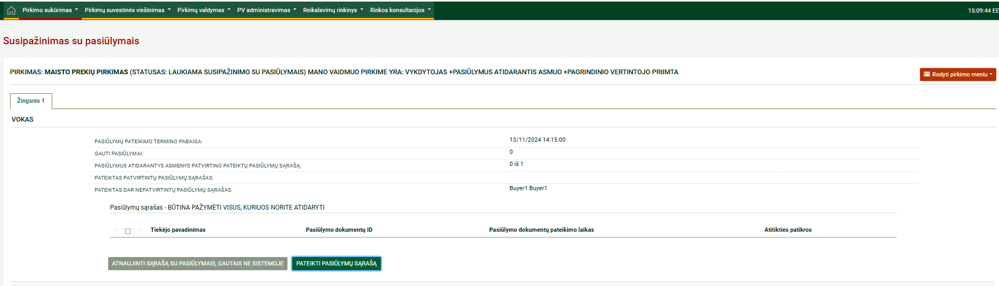 Pirkimo sukūrimas Pirkimų suvestinės viešinimas Pirkimų valdymas PV administravimas Reikalavimų rinkinys Rinkos konsultacijos 15:09:44 EE
Susipažinimas su pasiūlymais
PIRKIMAS: MAISTO PREKIŲ PIRKIMAS (STATUSAS: LAUKIAMA SUSIPAŽINIMO SU PASIŪLYMAIS) MANO VAIDMUO PIRKIME YRA: VYKDYTOJAS +PASIŪLYMUS ATIDARANTIS ASMUO +PAGRINDINIO VERTINTOJO PRIIMTA
Rodyti pirkimo meniu
Žingsnis 1
VOKAS
PASIŪLYMŲ PATEIKIMO TERMINO PABAIGA: 13/11/2024 14:15:00
GAUTI PASIŪLYMAI: 0
PASIŪLYMUS ATIDARANTYS ASMENYS PATVIRTINO PATEIKTŲ PASIŪLYMŲ SĄRAŠĄ: 0 iš 1
PATEIKTAS PATVIRTINTŲ PASIŪLYMŲ SĄRAŠAS:
PATEIKTAS DAR NEPATVIRTINTŲ PASIŪLYMŲ SĄRAŠAS: Buyer1 Buyer1
Pasiūlymų sąrašas - BŪTINA PAŽYMĖTI VISUS, KURIUOS NORITE ATIDARYTI
Tiekėjo pavadinimas Pasiūlymo dokumentų ID Pasiūlymo dokumentų pateikimo laikas Atitikties patikros
ATNAUJINTI SĄRAŠĄ SU PASIŪLYMAIS, GAUTAIS NE SISTEMOJE PATEIKTI PASIŪLYMŲ SĄRAŠĄ